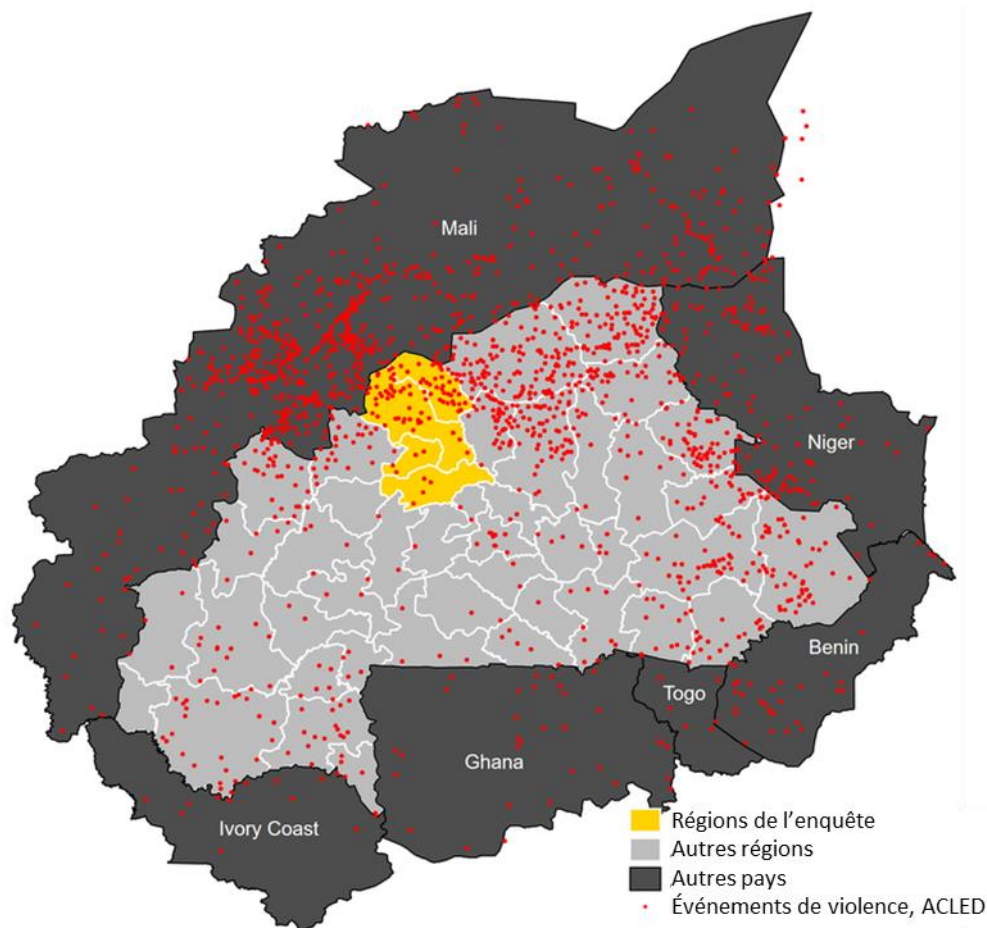 Mali
Niger
Benin
Togo
Ghana
Ivory Coast
Régions de l'enquête
Autres régions
Autres pays
Événements de violence, ACLED